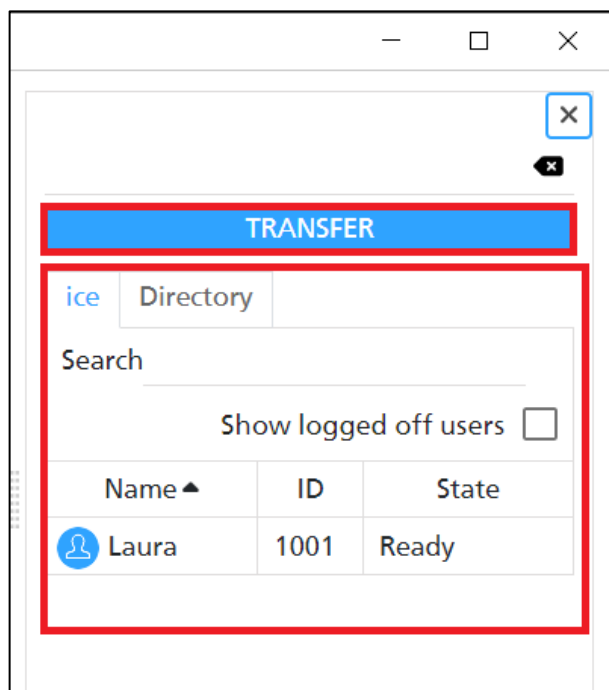 TRANSFER
ice Directory
Search
Show logged off users
Name ID State
Laura 1001 Ready